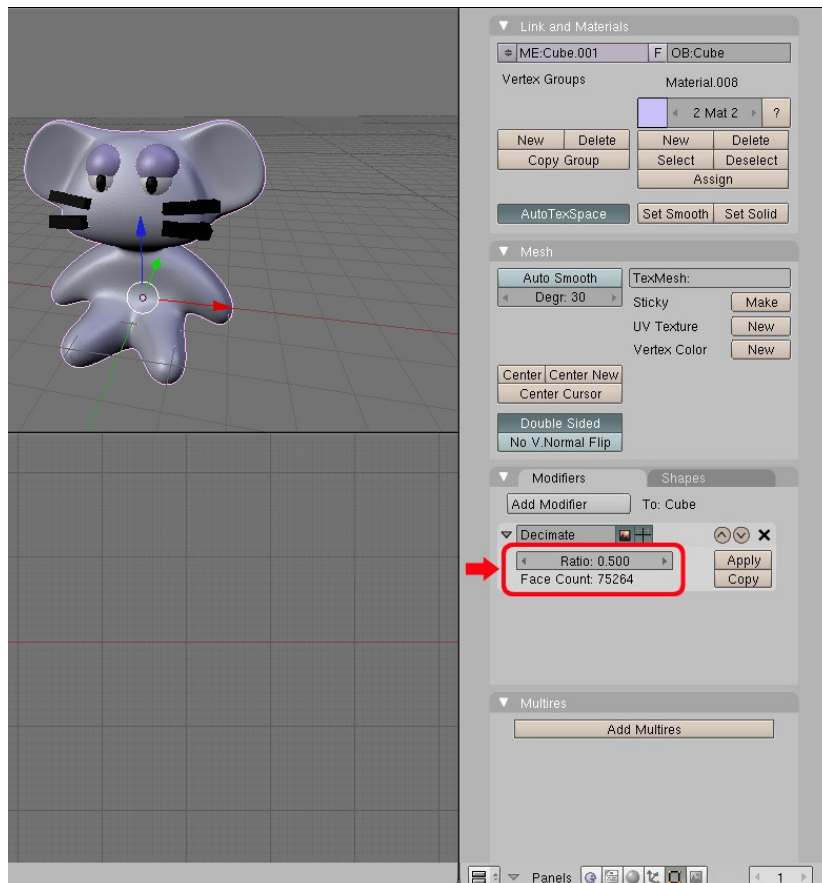 Link and Materials
ME:Cube.001 F OB:Cube
Vertex Groups
Material.008
2 Mat 2 ?
New Delete New Delete
Copy Group Select Deselect
Assign
AutoTexSpace Set Smooth Set Solid
Mesh
Auto Smooth TexMesh:
Degr: 30 Sticky Make
UV Texture New
Vertex Color New
Center Center New
Center Cursor
Double Sided
No V.Normal Flip
Modifiers Shapes
Add Modifier To: Cube
Decimate
Ratio: 0.500 Apply
Face Count: 75264 Copy
Multires
Add Multires
Panels 1